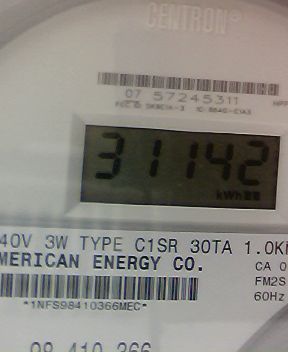 CENTRON®
07 57245311
31142
kWh
40V 3W TYPE C1SR 30TA 1.0K
MERICAN ENERGY CO.
CA 0
FM2S
60Hz
*1NFS98410366MEC*
98 410 366